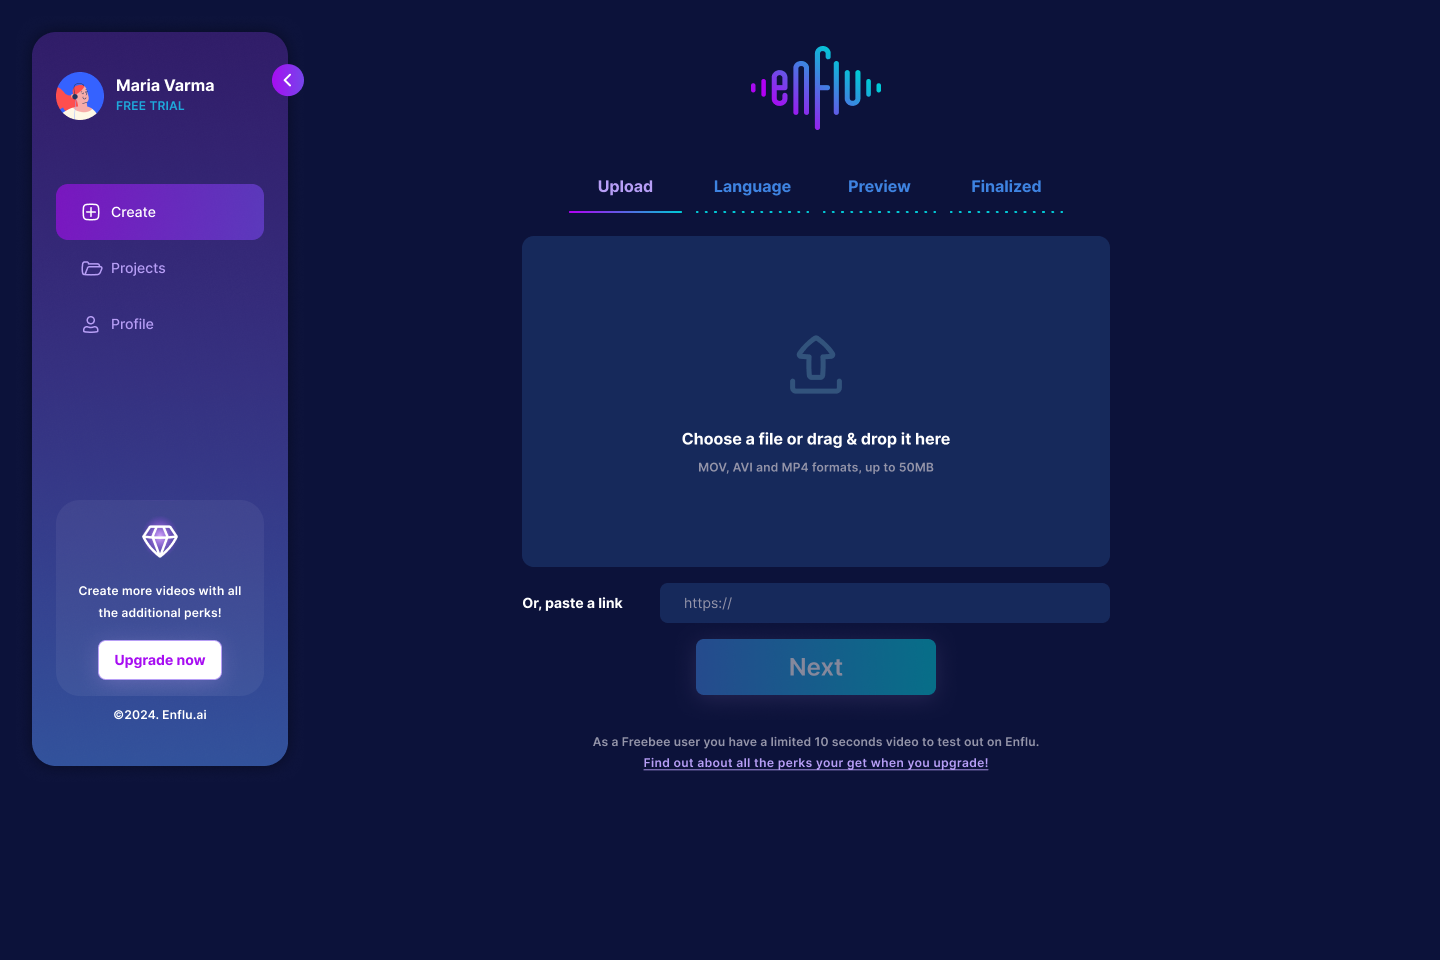 Maria Varma
FREE TRIAL
Create
Projects
Profile
Create more videos with all
the additional perks!
Upgrade now
©2024. Enflu.ai
enflu
Upload Language Preview Finalized
Choose a file or drag & drop it here
MOV, AVI and MP4 formats, up to 50MB
Or, paste a link https://
Next
As a Freebee user you have a limited 10 seconds video to test out on Enflu.
Find out about all the perks your get when you upgrade!